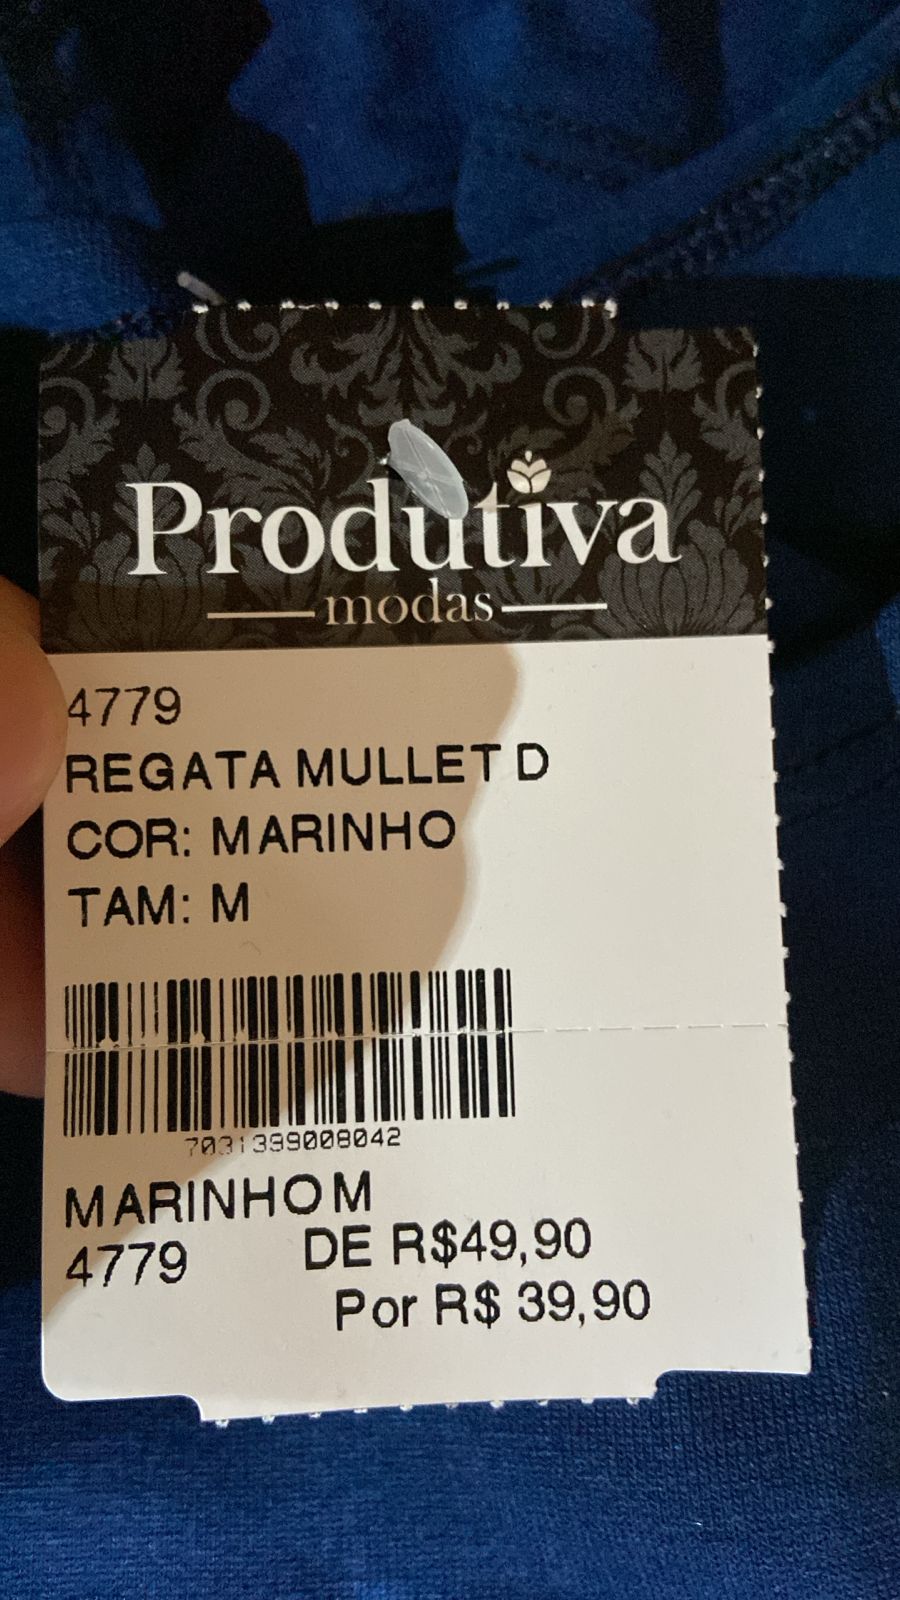 Produtiva
modas
4779
REGATA MULLET D
COR: MARINHO
TAM: M
7031399008042
MARINHO M
4779 DE R$49,90
Por R$ 39,90